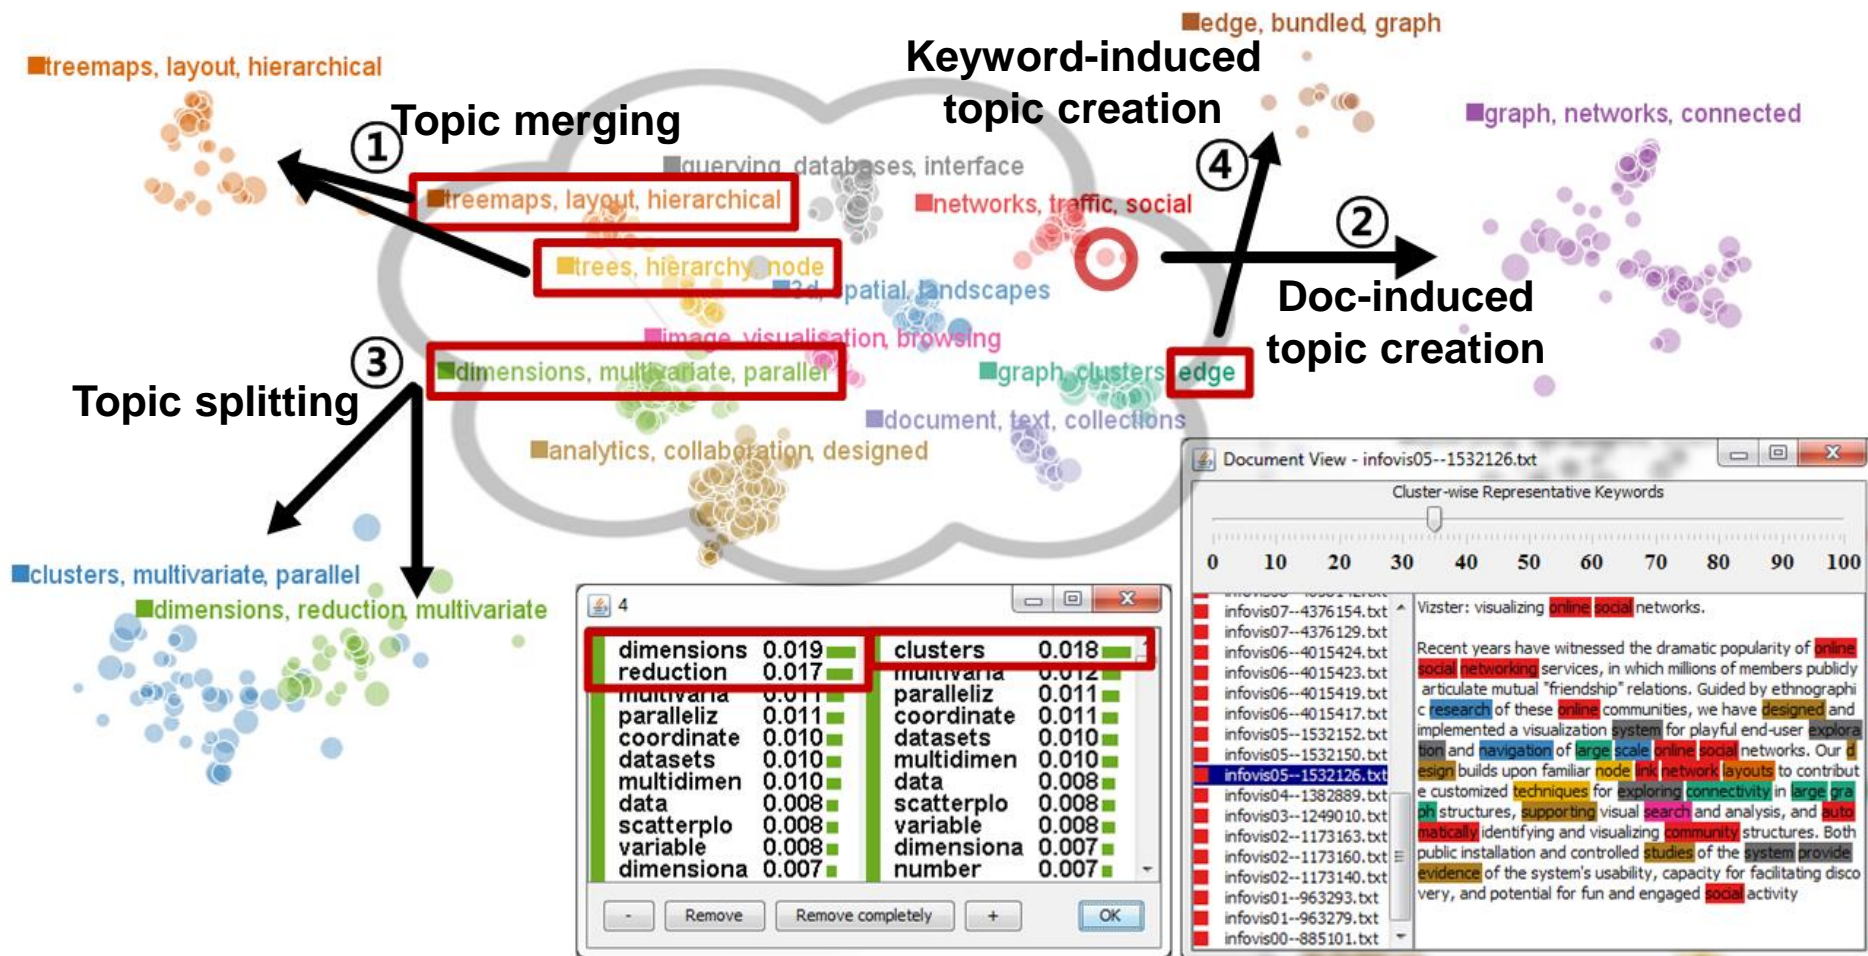 edge, bundled, graph
treemaps, layout, hierarchical
Keyword-induced
topic creation
graph, networks, connected
① Topic merging
querying, databases, interface
④
treemaps, layout, hierarchical
networks, traffic, social
②
trees, hierarchy, node
3d, spatial, landscapes
Doc-induced
topic creation
image, visualisation, browsing
③
dimensions, multivariate, parallel
graph, clusters, edge
Topic splitting
document, text, collections
analytics, collaboration, designed
clusters, multivariate, parallel
dimensions, reduction, multivariate
4
dimensions 0.019
reduction 0.017
multivaria 0.011
paralleliz 0.011
coordinate 0.010
datasets 0.010
multidimen 0.010
data 0.008
scatterplo 0.008
variable 0.008
dimensiona 0.007
clusters 0.018
multivaria 0.012
paralleliz 0.011
coordinate 0.011
datasets 0.010
multidimen 0.010
data 0.008
scatterplo 0.008
variable 0.008
dimensiona 0.007
number 0.007
- Remove Remove completely + OK
Document View - infovis05--1532126.txt
Cluster-wise Representative Keywords
0 10 20 30 40 50 60 70 80 90 100
infovis07--4376154.txt
infovis07--4376129.txt
infovis06--4015424.txt
infovis06--4015423.txt
infovis06--4015419.txt
infovis06--4015417.txt
infovis05--1532152.txt
infovis05--1532150.txt
infovis05--1532126.txt
infovis04--1382889.txt
infovis03--1249010.txt
infovis02--1173163.txt
infovis02--1173160.txt
infovis02--1173140.txt
infovis01--963293.txt
infovis01--963279.txt
infovis00--885101.txt
Vizster: visualizing online social networks.
Recent years have witnessed the dramatic popularity of online
social networking services, in which millions of members publicly
articulate mutual "friendship" relations. Guided by ethnographi
c research of these online communities, we have designed and
implemented a visualization system for playful end-user explora
tion and navigation of large scale online social networks. Our d
esign builds upon familiar node link network layouts to contribut
e customized techniques for exploring connectivity in large gra
ph structures, supporting visual search and analysis, and auto
matically identifying and visualizing community structures. Both
public installation and controlled studies of the system provide
evidence of the system's usability, capacity for facilitating disco
very, and potential for fun and engaged social activity